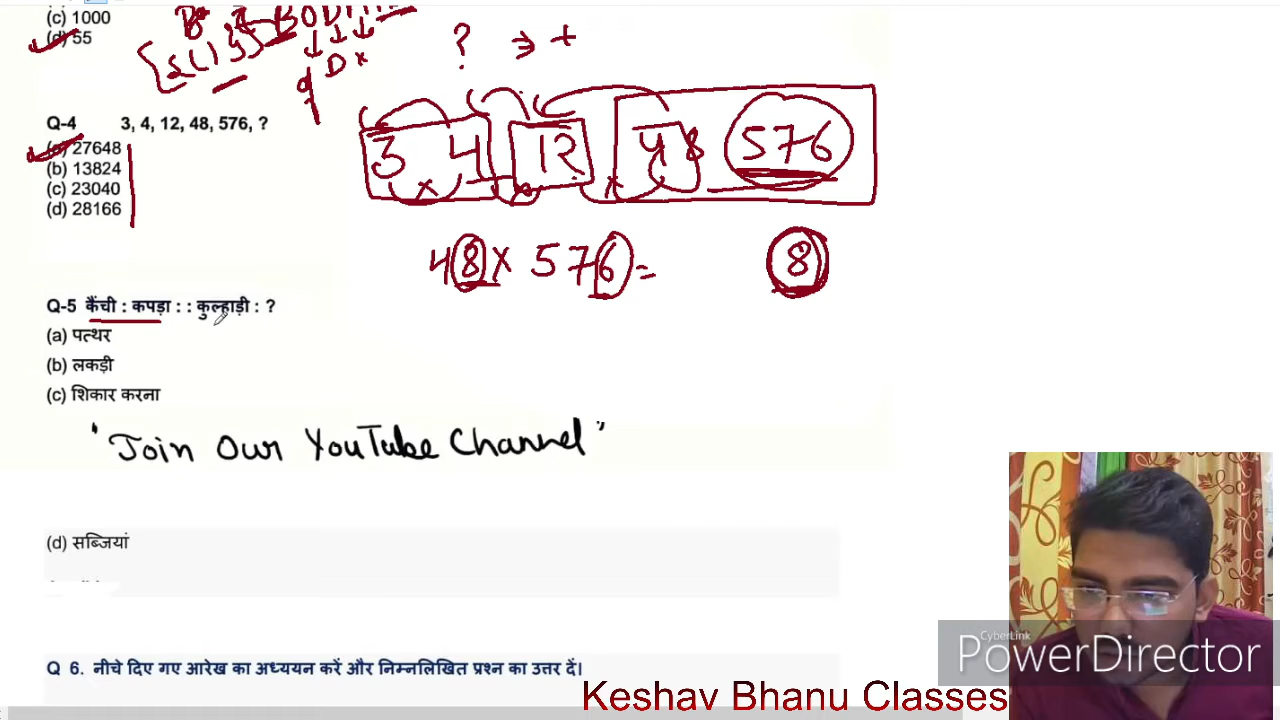 (c) 1000
(d) 55
? ⇒ +
Q-4 3, 4, 12, 48, 576, ?
(a) 27648
(b) 13824
(c) 23040
(d) 28166
3 4 12 48 576
48 × 576 = 8
Q-5 कैंची : कपड़ा : : कुल्हाड़ी : ?
(a) पत्थर
(b) लकड़ी
(c) शिकार करना
"Join Our YouTube Channel"
(d) सब्जियां
Q 6. नीचे दिए गए आरेख का अध्ययन करें और निम्नलिखित प्रश्न का उत्तर दें।
CyberLink
PowerDirector
Keshav Bhanu Classes